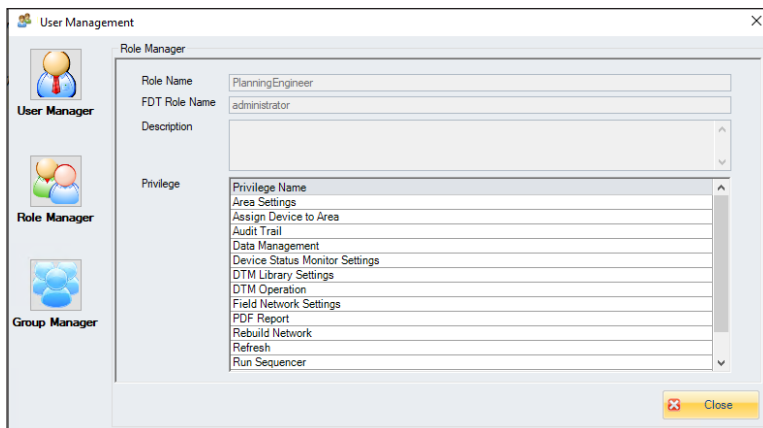 User Management
Role Manager
User Manager
Role Manager
Group Manager
Role Name PlanningEngineer
FDT Role Name administrator
Description
Privilege
Privilege Name
Area Settings
Assign Device to Area
Audit Trail
Data Management
Device Status Monitor Settings
DTM Library Settings
DTM Operation
Field Network Settings
PDF Report
Rebuild Network
Refresh
Run Sequencer
Close